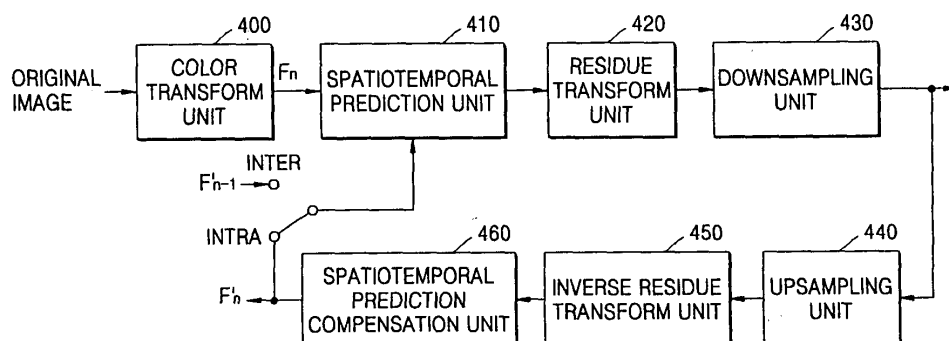 400
410
420
430
ORIGINAL
IMAGE
COLOR
TRANSFORM
UNIT
Fn
SPATIOTEMPORAL
PREDICTION UNIT
RESIDUE
TRANSFORM
UNIT
DOWNSAMPLING
UNIT
INTER
F'n-1
INTRA
460
450
440
F'n
SPATIOTEMPORAL
PREDICTION
COMPENSATION UNIT
INVERSE RESIDUE
TRANSFORM UNIT
UPSAMPLING
UNIT